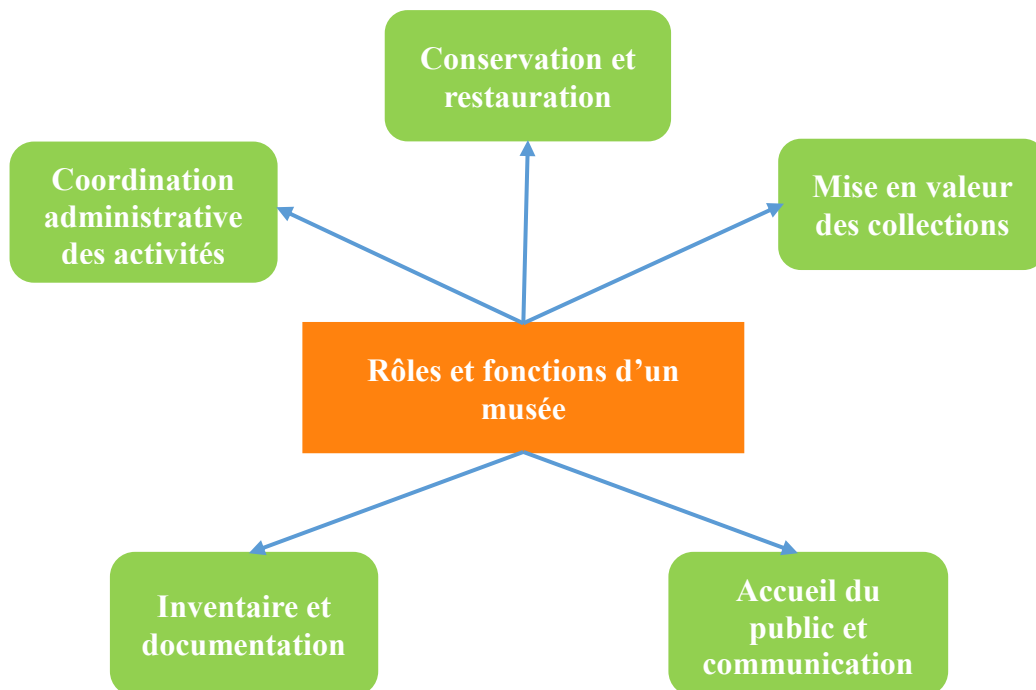 Conservation et
restauration
Coordination
administrative
des activités
Mise en valeur
des collections
Rôles et fonctions d’un
musée
Inventaire et
documentation
Accueil du
public et
communication